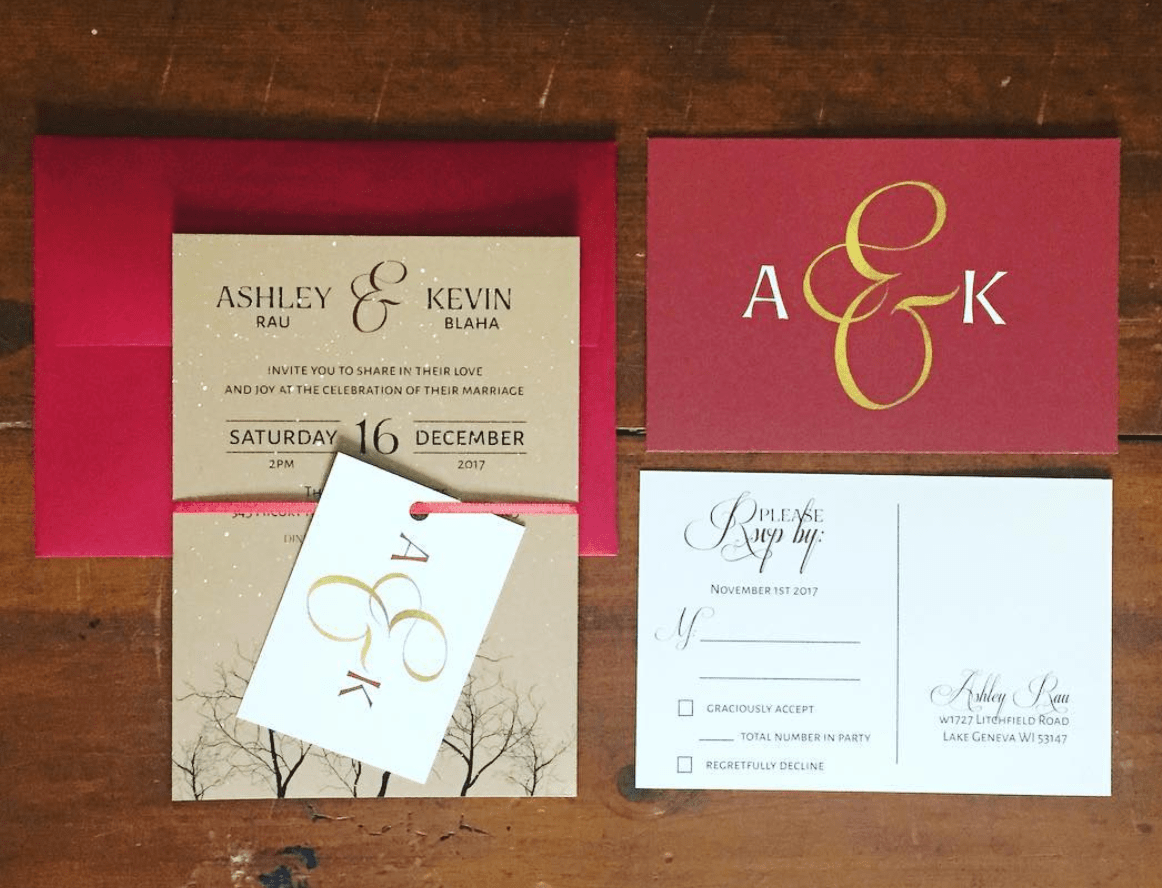 ASHLEY & KEVIN
RAU BLAHA
INVITE YOU TO SHARE IN THEIR LOVE
AND JOY AT THE CELEBRATION OF THEIR MARRIAGE
SATURDAY 16 DECEMBER
2PM 2017
A & K
A & K
PLEASE
Rsvp by:
NOVEMBER 1ST 2017
M
GRACIOUSLY ACCEPT
TOTAL NUMBER IN PARTY
REGRETFULLY DECLINE
Ashley Rau
W1727 LITCHFIELD ROAD
LAKE GENEVA WI 53147